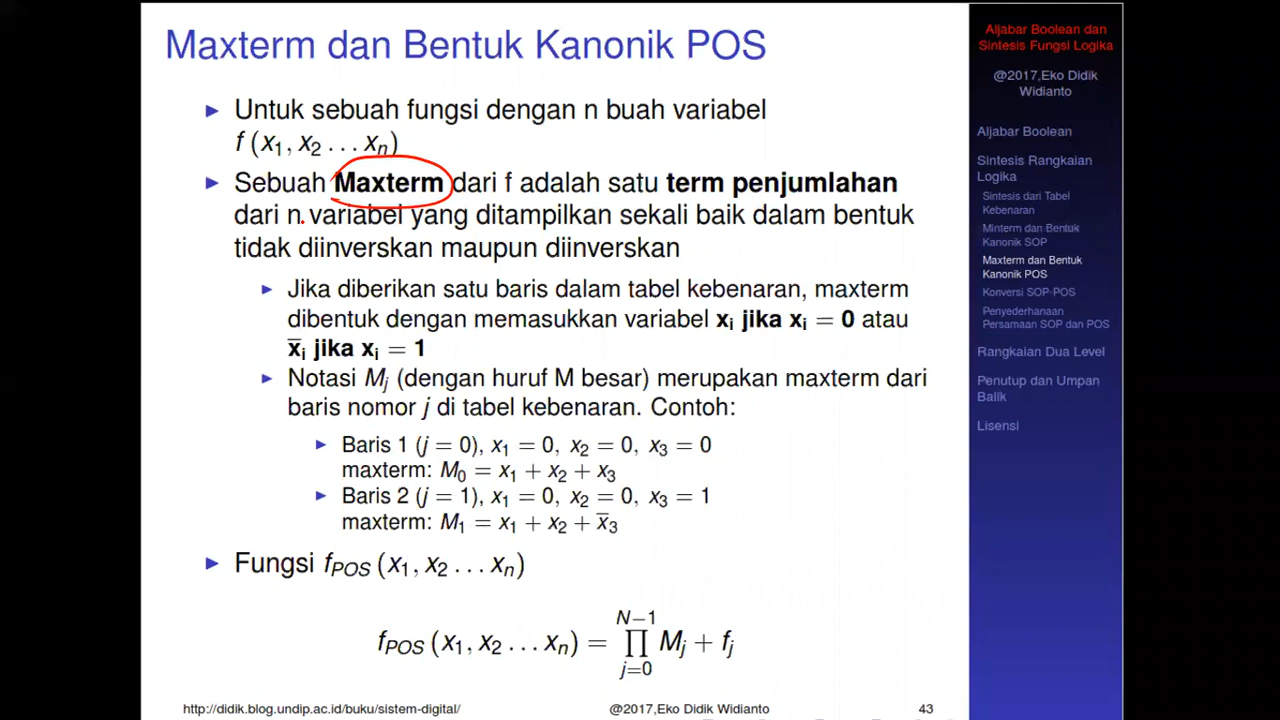 Maxterm dan Bentuk Kanonik POS
Untuk sebuah fungsi dengan n buah variabel
f (x₁, x₂ . . . xₙ)
Sebuah Maxterm dari f adalah satu term penjumlahan
dari n variabel yang ditampilkan sekali baik dalam bentuk
tidak diinverskan maupun diinverskan
Jika diberikan satu baris dalam tabel kebenaran, maxterm
dibentuk dengan memasukkan variabel xᵢ jika xᵢ = 0 atau
x̅ᵢ jika xᵢ = 1
Notasi Mⱼ (dengan huruf M besar) merupakan maxterm dari
baris nomor j di tabel kebenaran. Contoh:
Baris 1 (j = 0), x₁ = 0, x₂ = 0, x₃ = 0
maxterm: M₀ = x₁ + x₂ + x₃
Baris 2 (j = 1), x₁ = 0, x₂ = 0, x₃ = 1
maxterm: M₁ = x₁ + x₂ + x̅₃
Fungsi f_POS (x₁, x₂ . . . xₙ)
f_POS (x₁, x₂ . . . xₙ) = ∏_{j=0}^{N−1} Mⱼ + fⱼ
http://didik.blog.undip.ac.id/buku/sistem-digital/
@2017,Eko Didik Widianto
43
Aljabar Boolean dan
Sintesis Fungsi Logika
@2017,Eko Didik
Widianto
Aljabar Boolean
Sintesis Rangkaian
Logika
Sintesis dari Tabel
Kebenaran
Minterm dan Bentuk
Kanonik SOP
Maxterm dan Bentuk
Kanonik POS
Konversi SOP-POS
Penyederhanaan
Persamaan SOP dan POS
Rangkaian Dua Level
Penutup dan Umpan
Balik
Lisensi